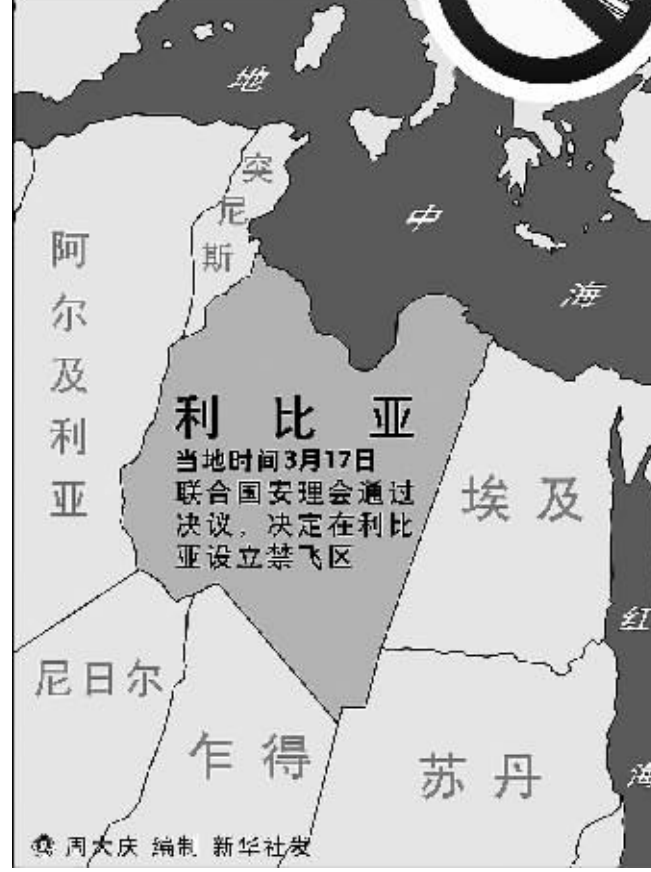 地
中
海
突尼斯
阿尔及利亚
利比亚
当地时间3月17日
联合国安理会通过
决议，决定在利比
亚设立禁飞区
埃及
红
海
尼日尔
乍得
苏丹
周大庆 编制 新华社发